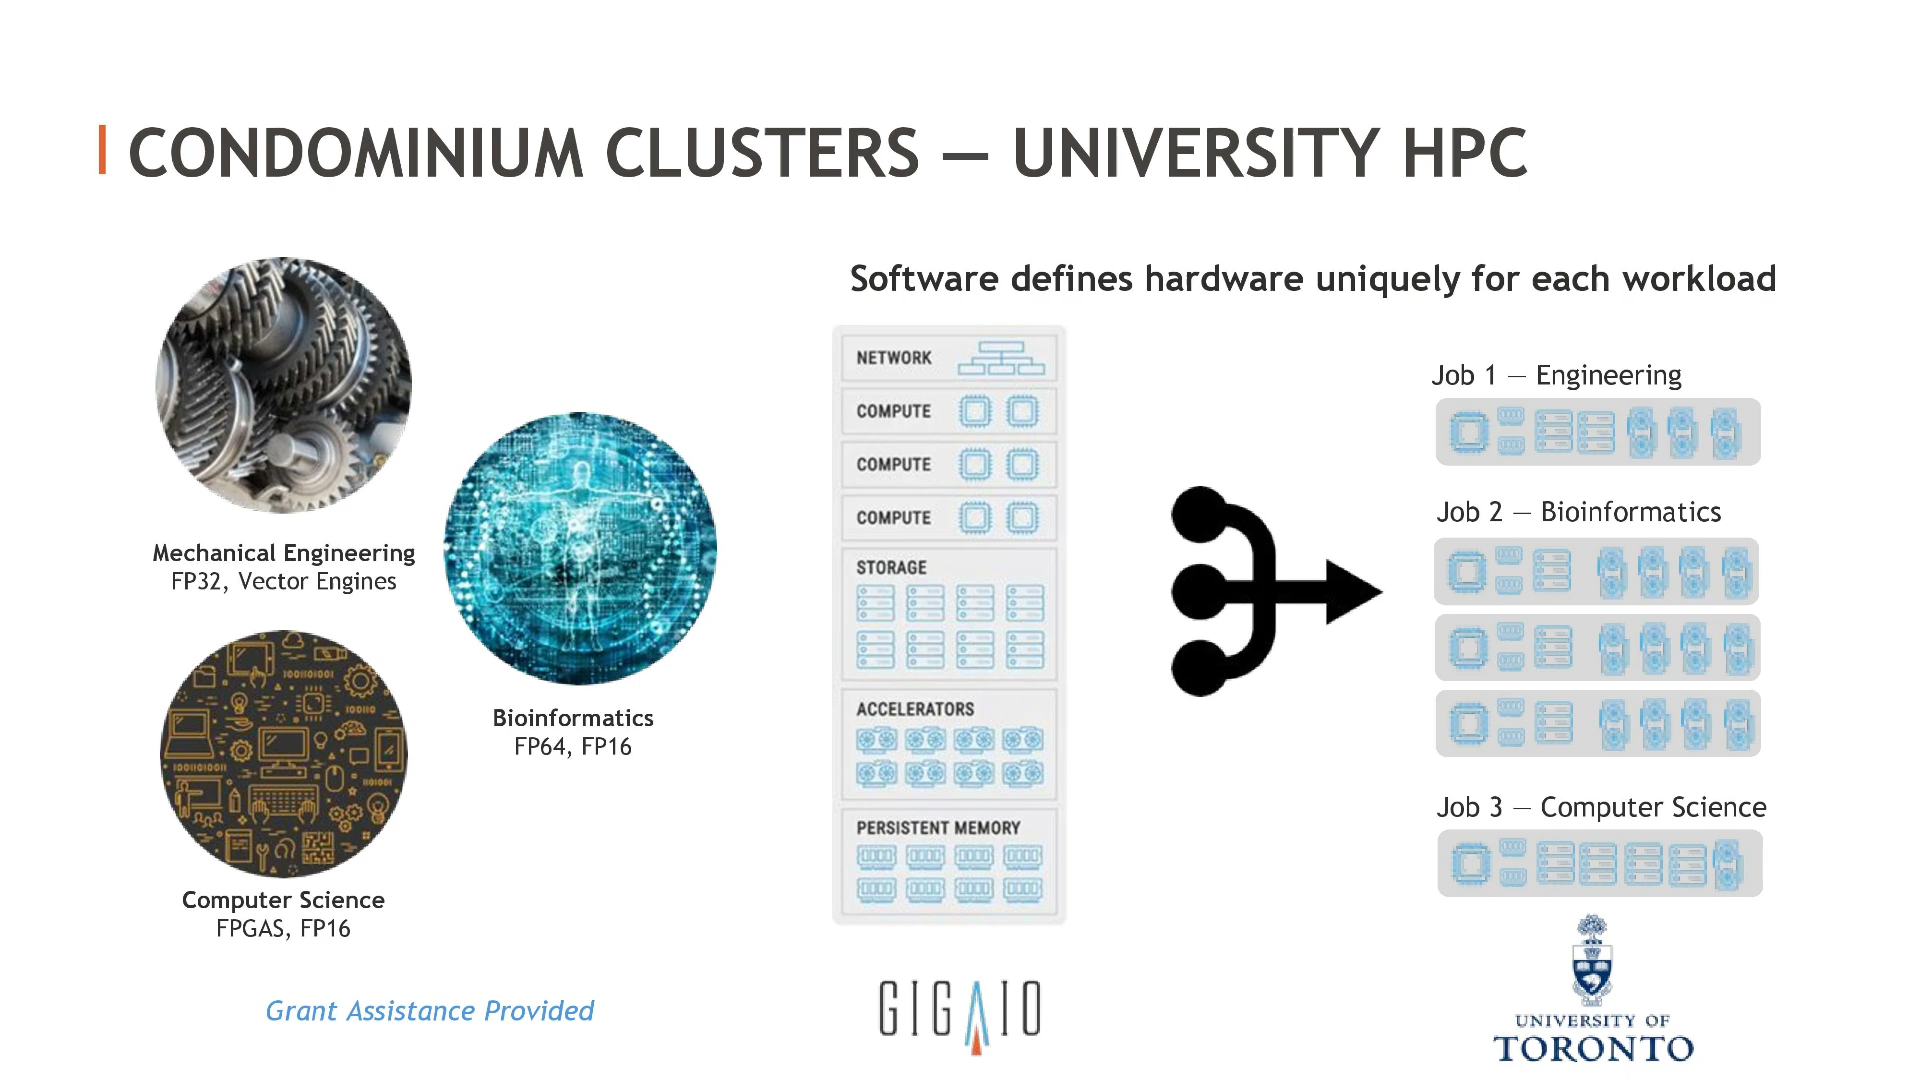 CONDOMINIUM CLUSTERS — UNIVERSITY HPC
Mechanical Engineering
FP32, Vector Engines
Bioinformatics
FP64, FP16
Computer Science
FPGAS, FP16
Grant Assistance Provided
Software defines hardware uniquely for each workload
NETWORK
COMPUTE
COMPUTE
COMPUTE
STORAGE
ACCELERATORS
PERSISTENT MEMORY
GIGAIO
Job 1 — Engineering
Job 2 — Bioinformatics
Job 3 — Computer Science
UNIVERSITY OF
TORONTO